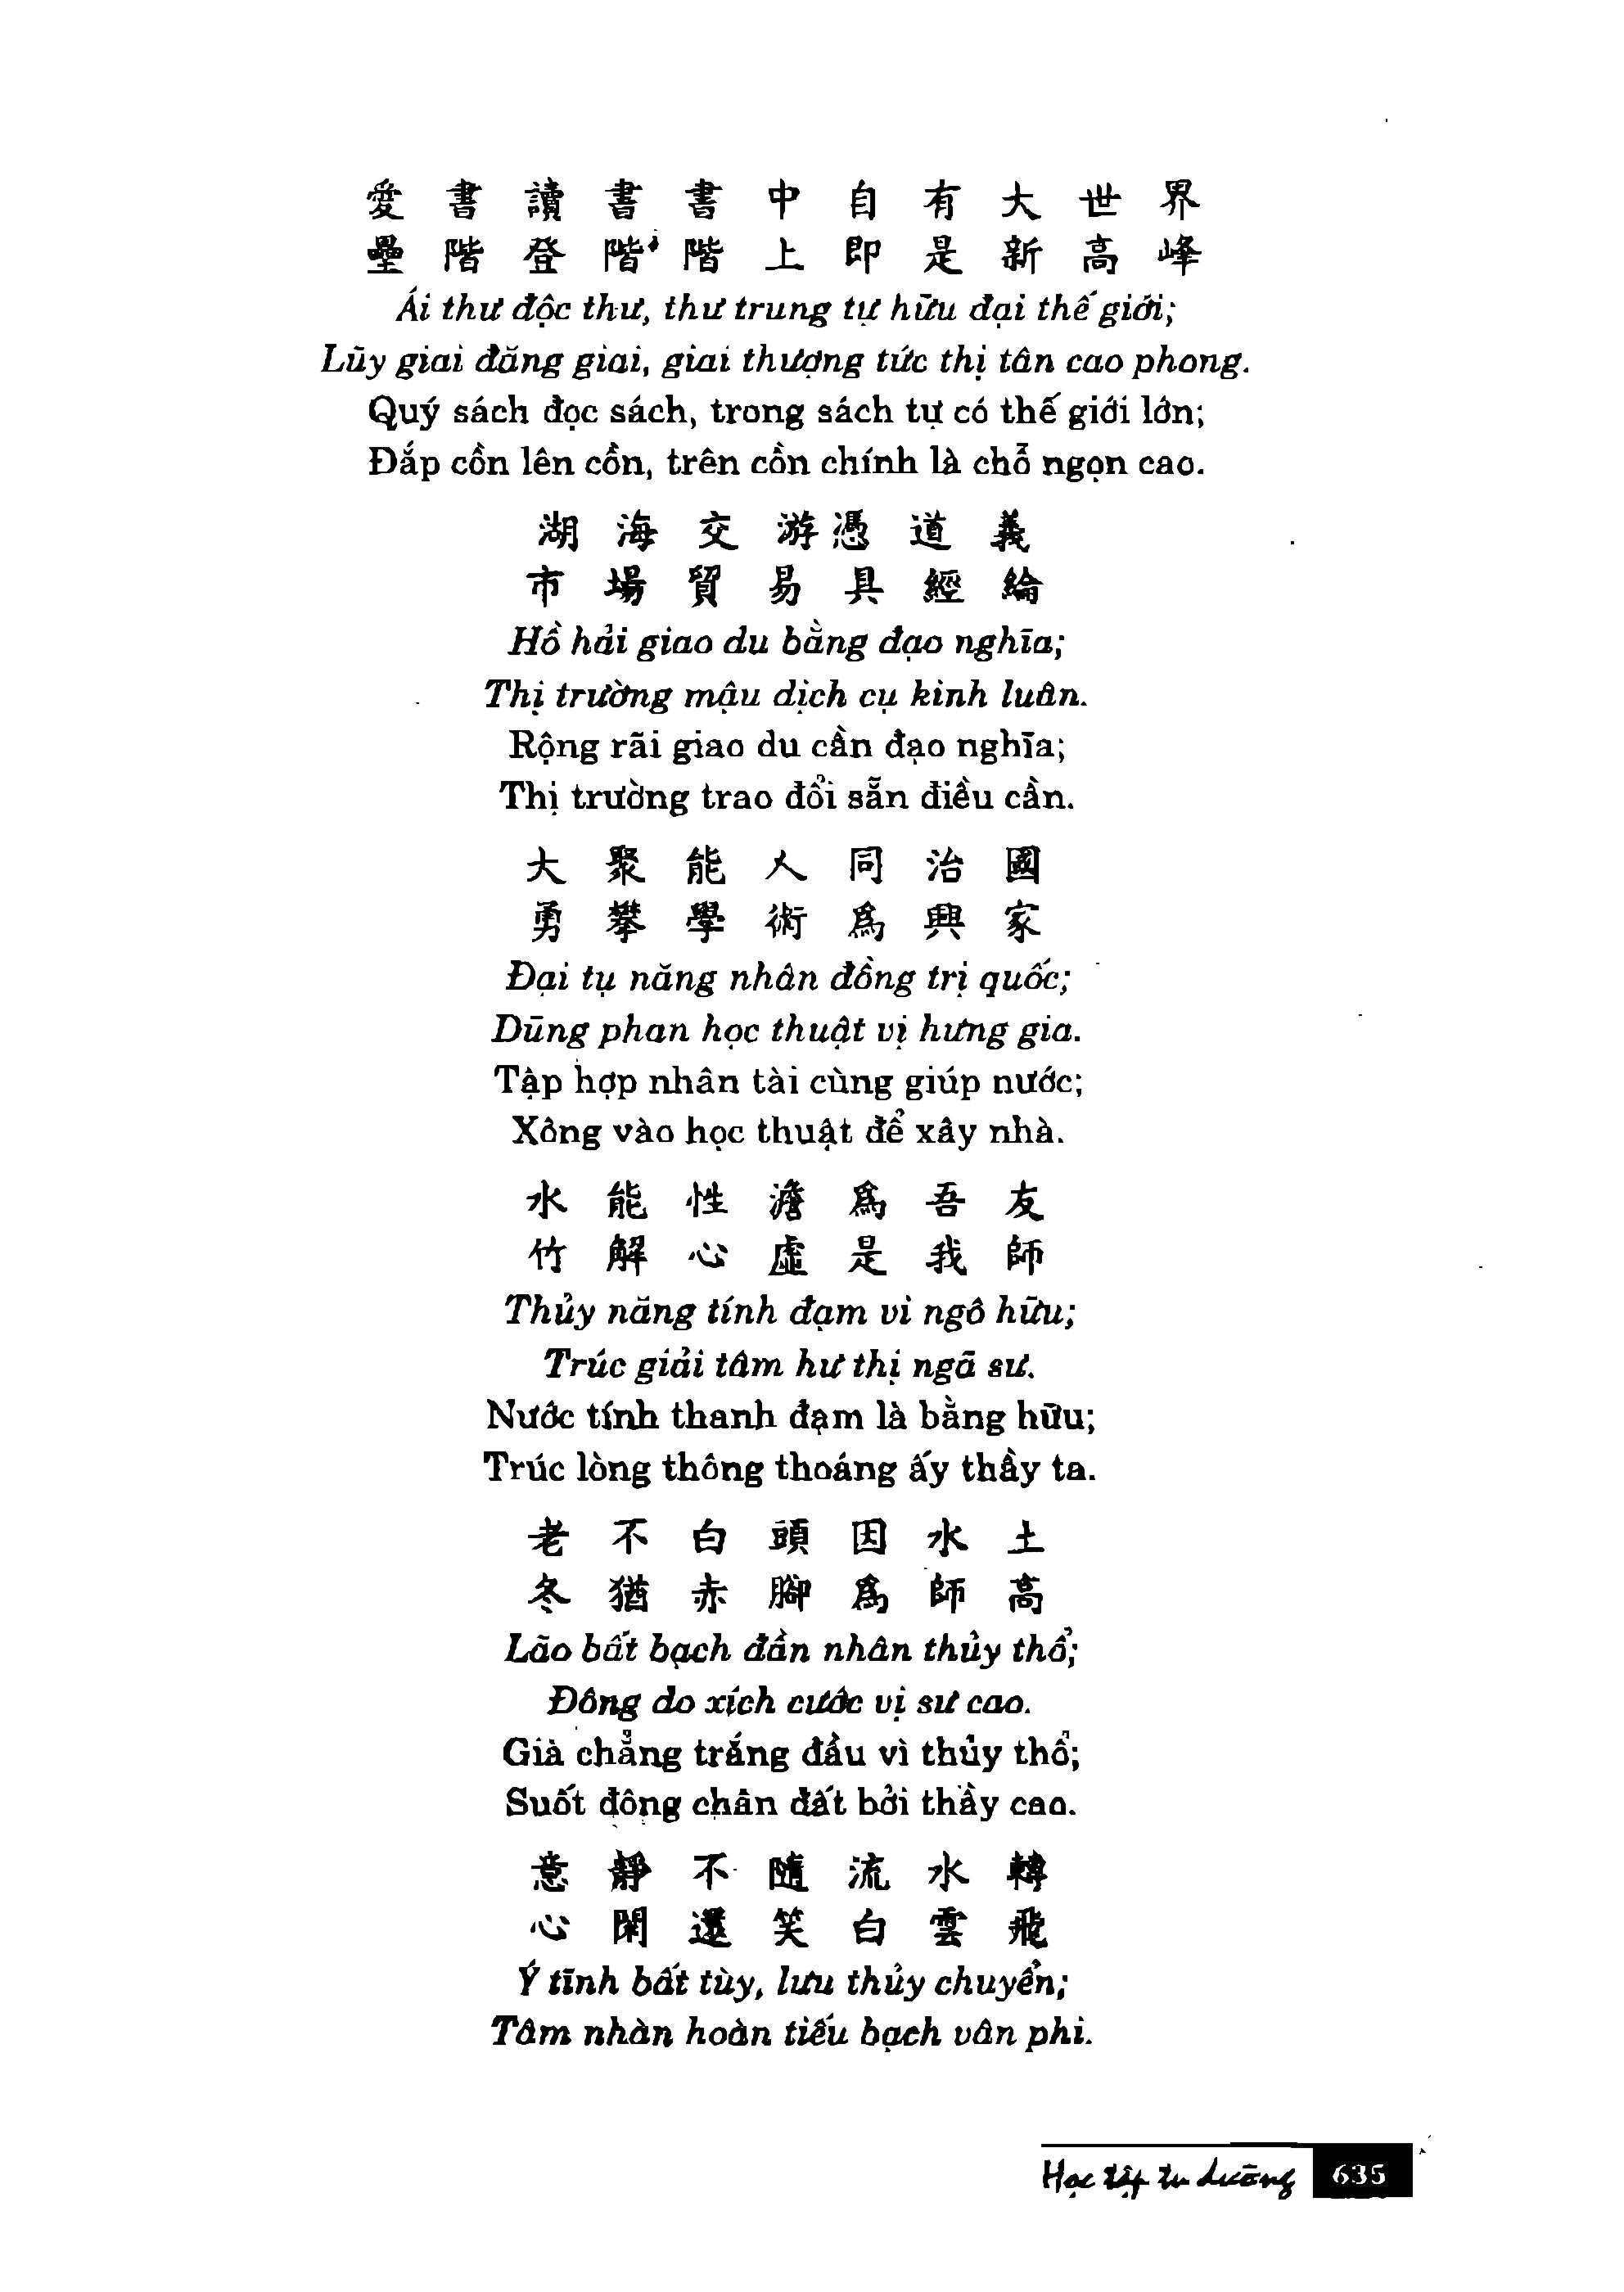 愛書讀書書中自有大世界
壘階登階階上即是新高峰
Ái thư độc thư, thư trung tự hữu đại thế giới;
Lũy giai đăng giai, giai thượng tức thị tân cao phong.
Quý sách đọc sách, trong sách tự có thế giới lớn;
Đắp cồn lên cồn, trên cồn chính là chỗ ngọn cao.
湖海交游憑道義
市場貿易具經綸
Hồ hải giao du bằng đạo nghĩa;
Thị trường mậu dịch cụ kinh luân.
Rộng rãi giao du cần đạo nghĩa;
Thị trường trao đổi sẵn điều cần.
大聚能人同治國
勇攀學術為興家
Đại tụ năng nhân đồng trị quốc;
Dũng phan học thuật vị hưng gia.
Tập hợp nhân tài cùng giúp nước;
Xông vào học thuật để xây nhà.
水能性澹為吾友
竹解心虛是我師
Thủy năng tính đạm vi ngô hữu;
Trúc giải tâm hư thị ngã sư.
Nước tính thanh đạm là bằng hữu;
Trúc lòng thông thoáng ấy thầy ta.
老不白頭因水土
冬猶赤腳為師高
Lão bất bạch đần nhân thủy thổ;
Đông do xích cước vị sư cao.
Già chẳng trắng đầu vì thủy thổ;
Suốt đông chân đất bởi thầy cao.
意靜不隨流水轉
心閑還笑白雲飛
Ý tĩnh bất tùy, lưu thủy chuyển;
Tâm nhàn hoàn tiếu bạch vân phi.
Học tập tu dưỡng 635